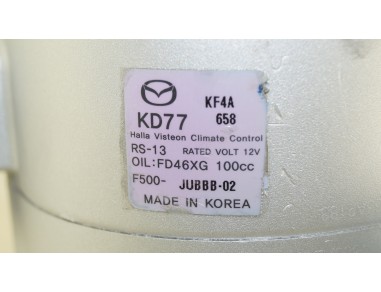 KF4A
KD77 658
Halla Visteon Climate Control
RS-13 RATED VOLT 12V
OIL:FD46XG 100cc
F500- JUBBB-02
MADE IN KOREA